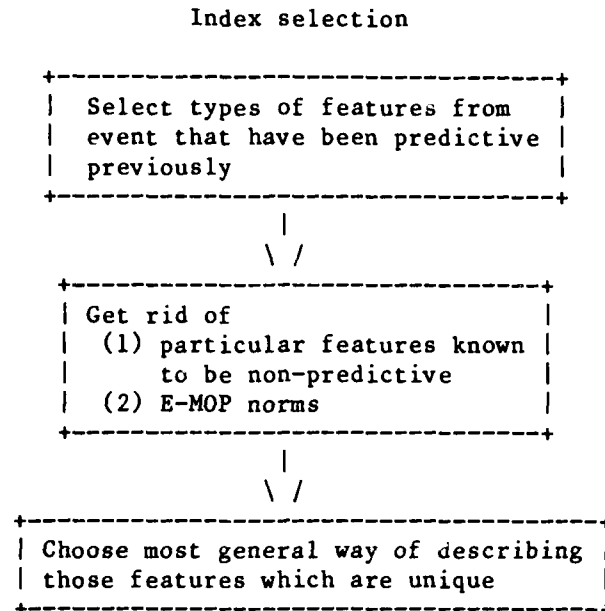 Index selection
Select types of features from
event that have been predictive
previously
Get rid of
(1) particular features known
to be non-predictive
(2) E-MOP norms
Choose most general way of describing
those features which are unique